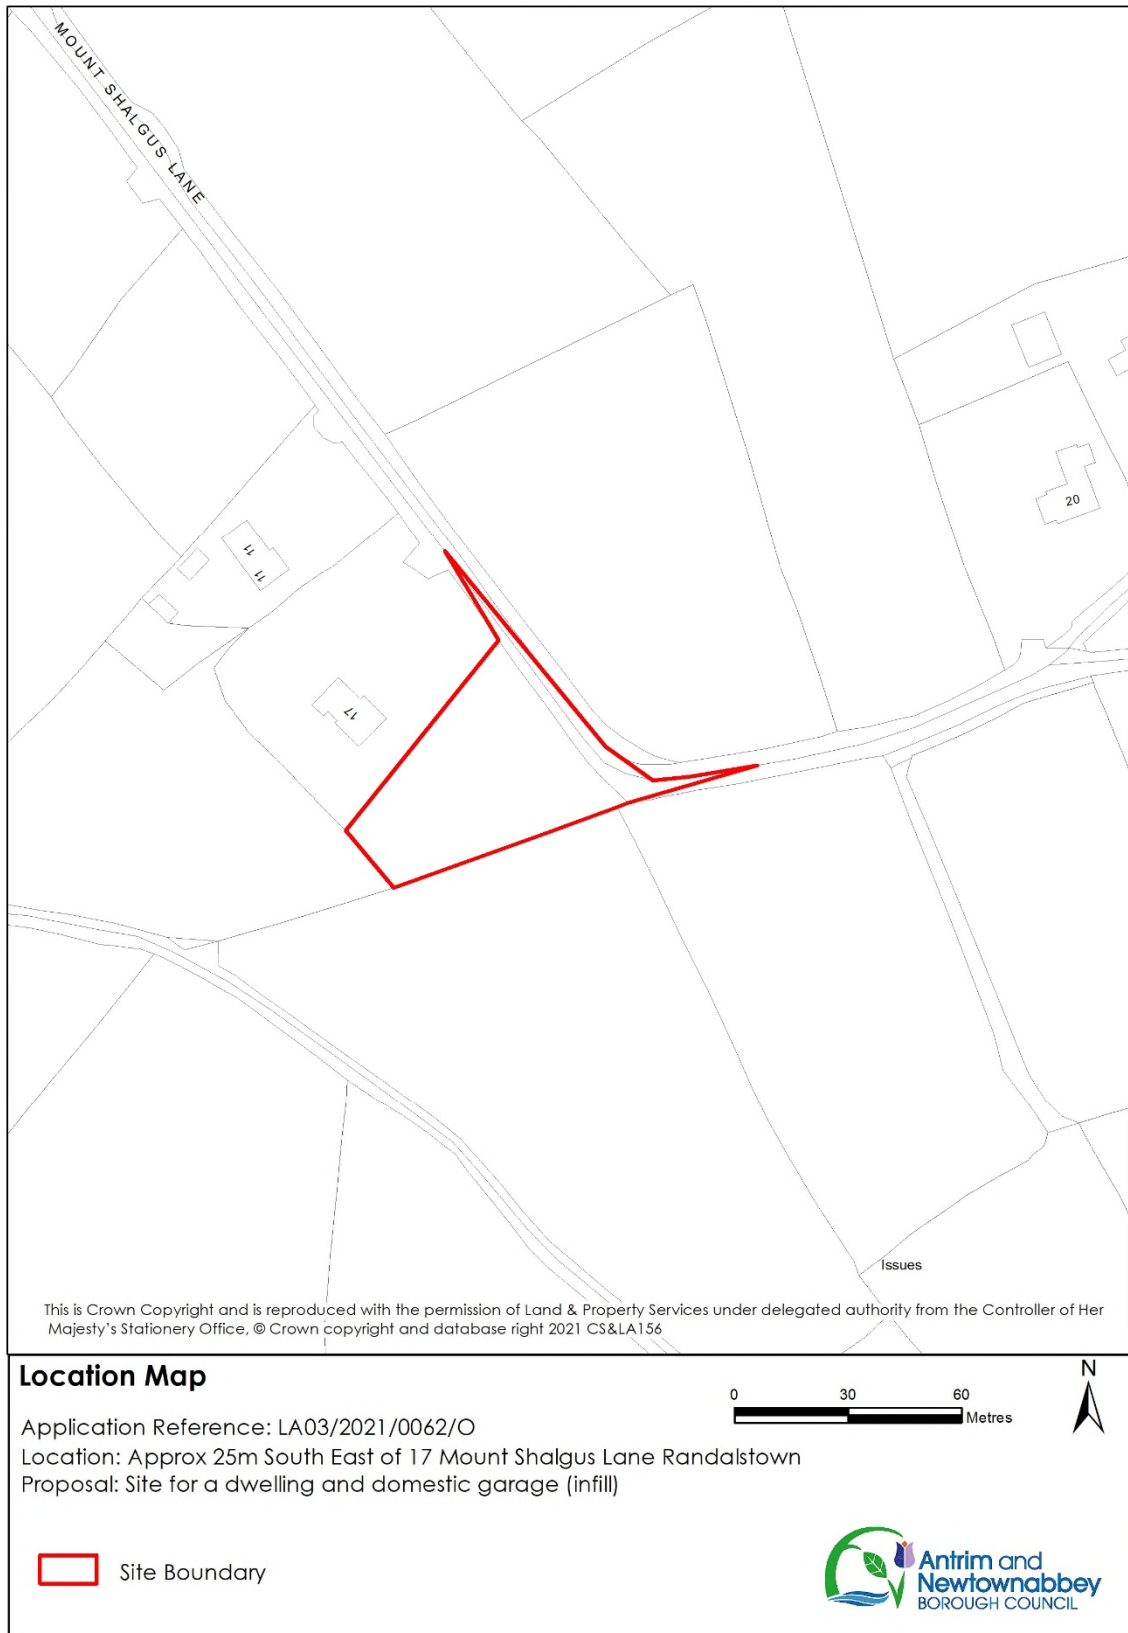 MOUNT SHALGUS LANE
20
11
11
17
Issues
This is Crown Copyright and is reproduced with the permission of Land & Property Services under delegated authority from the Controller of Her
Majesty's Stationery Office, © Crown copyright and database right 2021 CS&LA156
Location Map
Application Reference: LA03/2021/0062/O
Location: Approx 25m South East of 17 Mount Shalgus Lane Randalstown
Proposal: Site for a dwelling and domestic garage (infill)
0 30 60
Metres
N
Site Boundary
Antrim and
Newtownabbey
BOROUGH COUNCIL